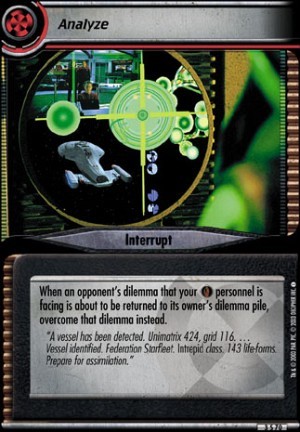 Analyze
Interrupt
When an opponent's dilemma that your personnel is
facing is about to be returned to its owner's dilemma pile,
overcome that dilemma instead.
"A vessel has been detected. Unimatrix 424, grid 116. …
Vessel identified. Federation Starfleet. Intrepid class. 143 life-forms.
Prepare for assimilation."
3 S 70